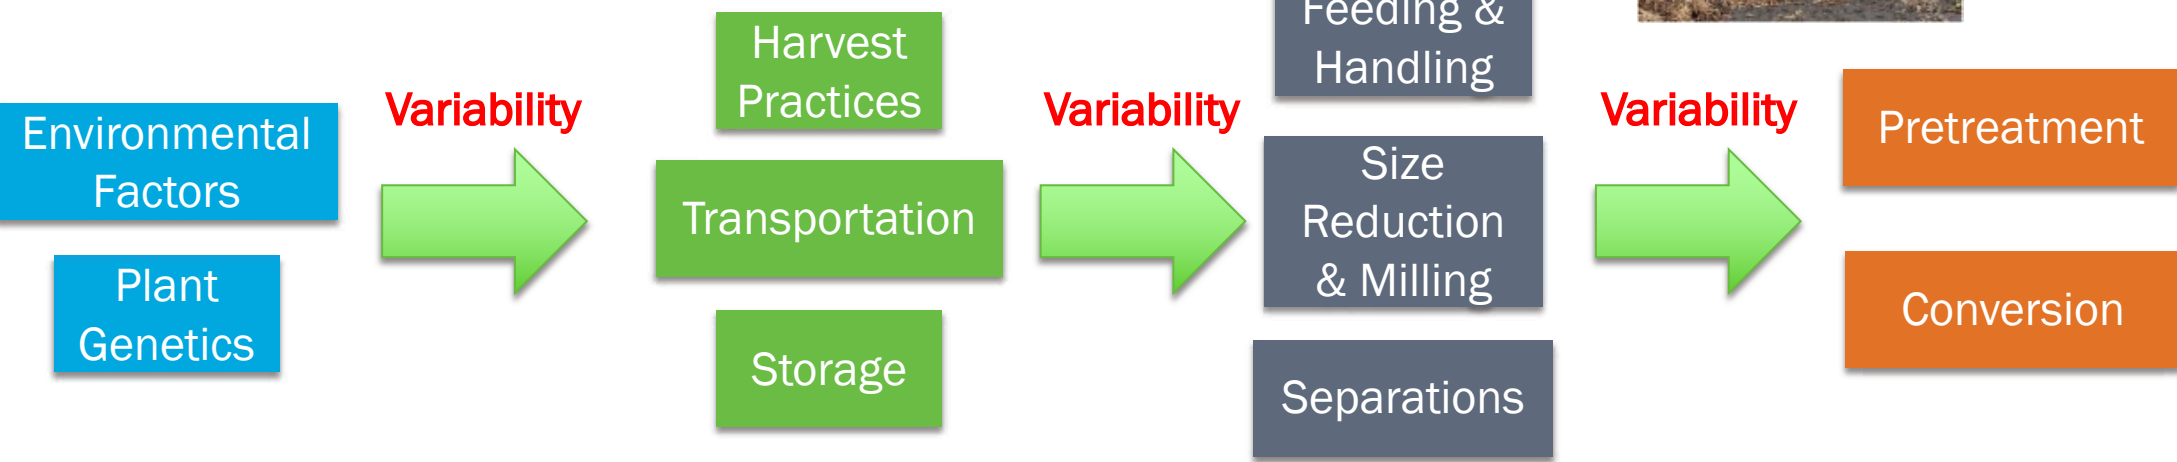 Environmental
Factors
Plant
Genetics
Variability
Harvest
Practices
Transportation
Storage
Variability
Feeding &
Handling
Size
Reduction
& Milling
Separations
Variability
Pretreatment
Conversion